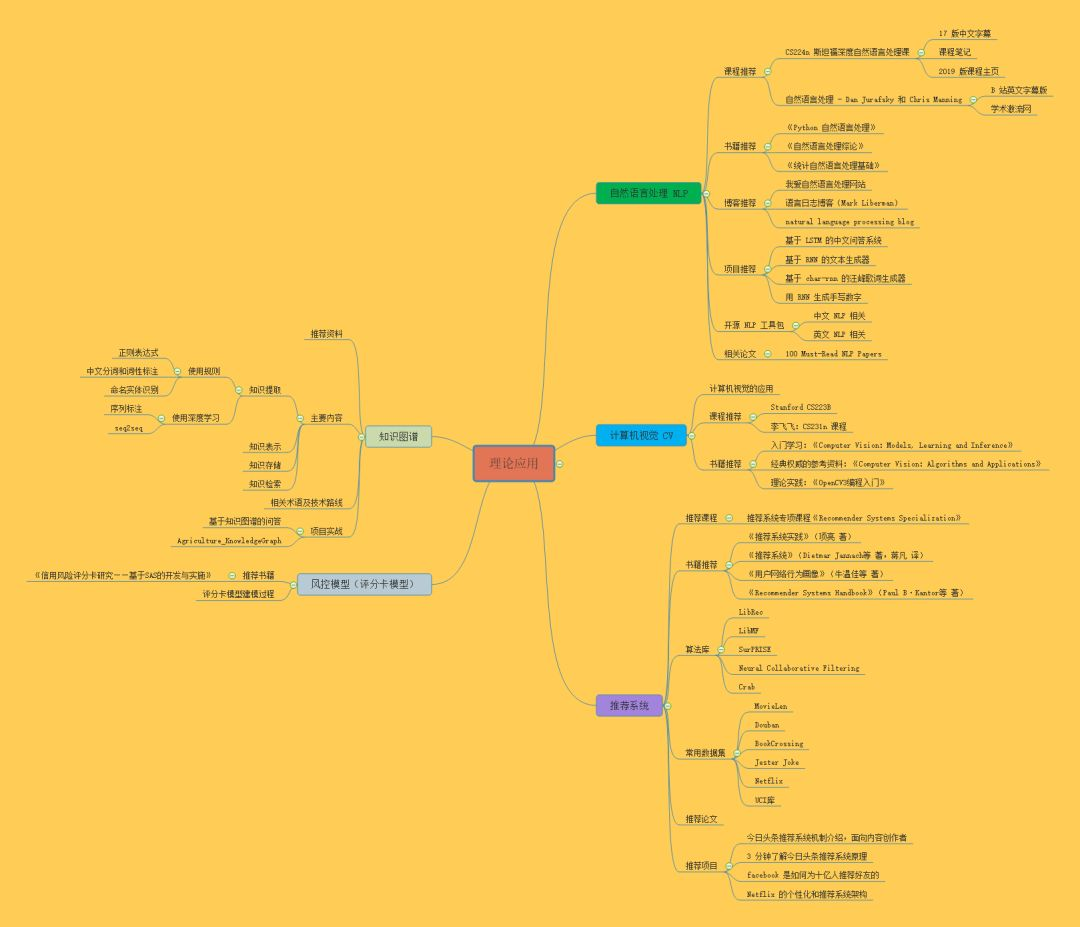 理论应用
自然语言处理 NLP
课程推荐
CS224n 斯坦福深度自然语言处理课
17 版中文字幕
课程笔记
2019 版课程主页
自然语言处理 - Dan Jurafsky 和 Chris Manning
B 站英文字幕版
学术激流网
书籍推荐
《Python 自然语言处理》
《自然语言处理综论》
《统计自然语言处理基础》
博客推荐
我爱自然语言处理网站
语言日志博客（Mark Liberman）
natural language processing blog
项目推荐
基于 LSTM 的中文问答系统
基于 RNN 的文本生成器
基于 char-rnn 的汪峰歌词生成器
用 RNN 生成手写数字
开源 NLP 工具包
中文 NLP 相关
英文 NLP 相关
相关论文
100 Must-Read NLP Papers
计算机视觉 CV
计算机视觉的应用
课程推荐
Stanford CS223B
李飞飞: CS231n 课程
书籍推荐
入门学习:《Computer Vision: Models, Learning and Inference》
经典权威的参考资料:《Computer Vision: Algorithms and Applications》
理论实践:《OpenCV3编程入门》
推荐系统
推荐课程
推荐系统专项课程《Recommender Systems Specialization》
书籍推荐
《推荐系统实践》（项亮 著）
《推荐系统》（Dietmar Jannach等 著，蒋凡 译）
《用户网络行为画像》（牛温佳等 著）
《Recommender Systems Handbook》（Paul B·Kantor等 著）
算法库
LibRec
LibMF
SurPRISE
Neural Collaborative Filtering
Crab
常用数据集
MovieLen
Douban
BookCrossing
Jester Joke
Netflix
UCI库
推荐论文
推荐项目
今日头条推荐系统机制介绍，面向内容创作者
3 分钟了解今日头条推荐系统原理
facebook 是如何为十亿人推荐好友的
Netflix 的个性化和推荐系统架构
知识图谱
推荐资料
主要内容
知识提取
使用规则
正则表达式
中文分词和词性标注
命名实体识别
使用深度学习
序列标注
seq2seq
知识表示
知识存储
知识检索
相关术语及技术路线
项目实战
基于知识图谱的问答
Agriculture_KnowledgeGraph
风控模型（评分卡模型）
推荐书籍
《信用风险评分卡研究——基于SAS的开发与实施》
评分卡模型建模过程